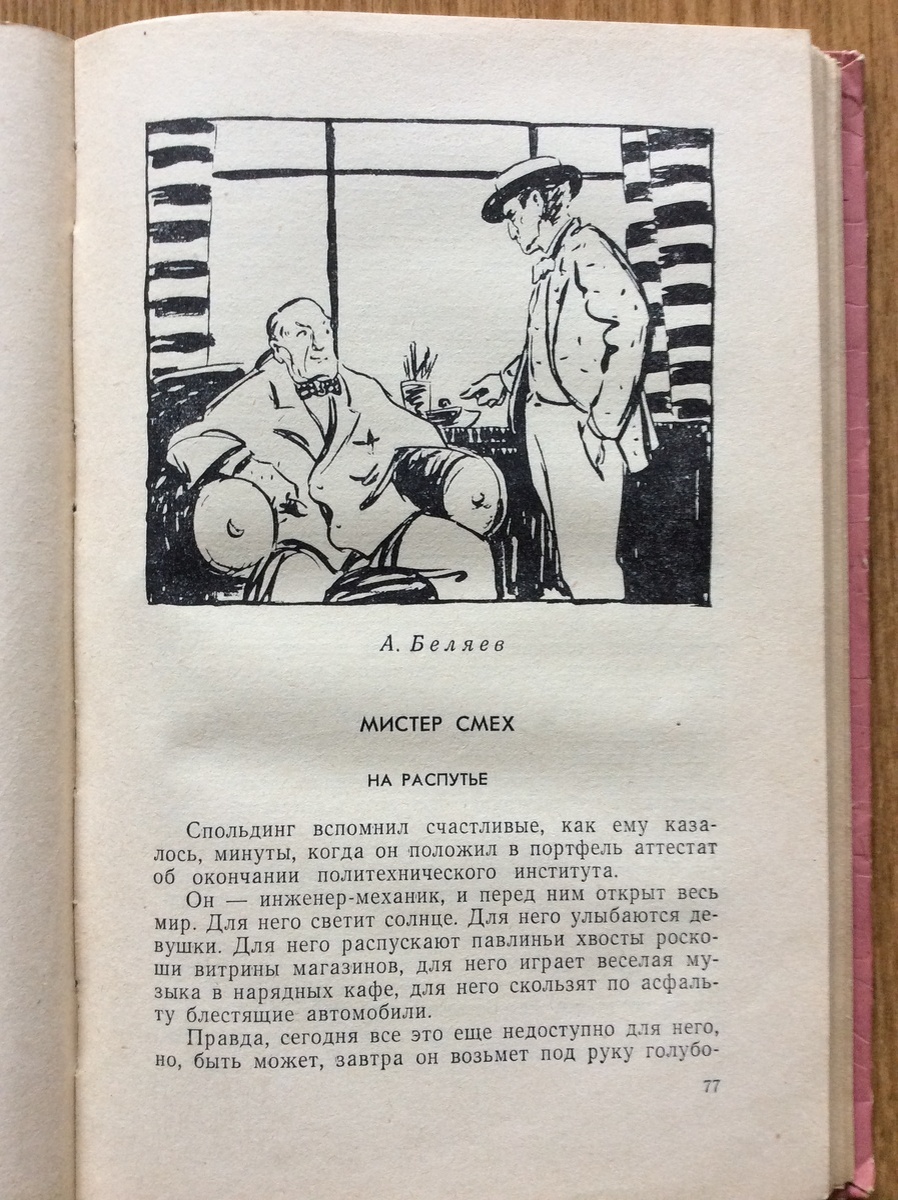 А. Беляев
МИСТЕР СМЕХ
НА РАСПУТЬЕ
Спольдинг вспомнил счастливые, как ему каза-
лось, минуты, когда он положил в портфель аттестат
об окончании политехнического института.
Он — инженер-механик, и перед ним открыт весь
мир. Для него светит солнце. Для него улыбаются де-
вушки. Для него распускают павлиньи хвосты роско-
ши витрины магазинов, для него играет веселая му-
зыка в нарядных кафе, для него скользят по асфаль-
ту блестящие автомобили.
Правда, сегодня все это еще недоступно для него,
но, быть может, завтра он возьмет под руку голубо-
77